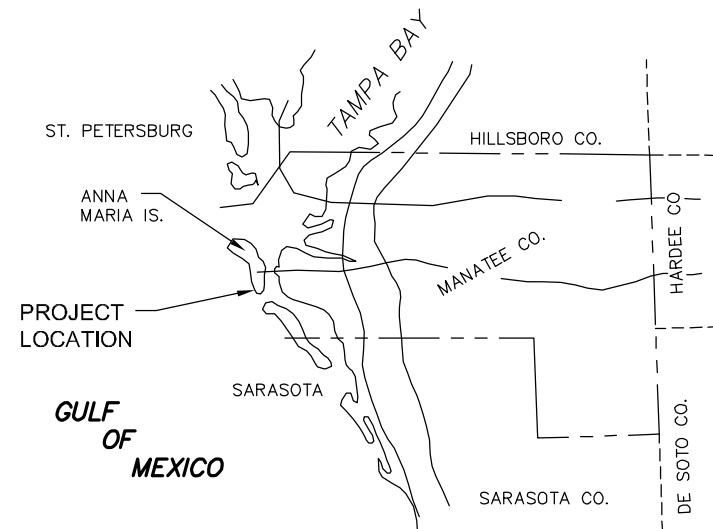 TAMPA BAY
ST. PETERSBURG
HILLSBORO CO.
ANNA
MARIA IS.
MANATEE CO.
HARDEE CO
PROJECT
LOCATION
SARASOTA
GULF
OF
MEXICO
SARASOTA CO.
DE SOTO CO.